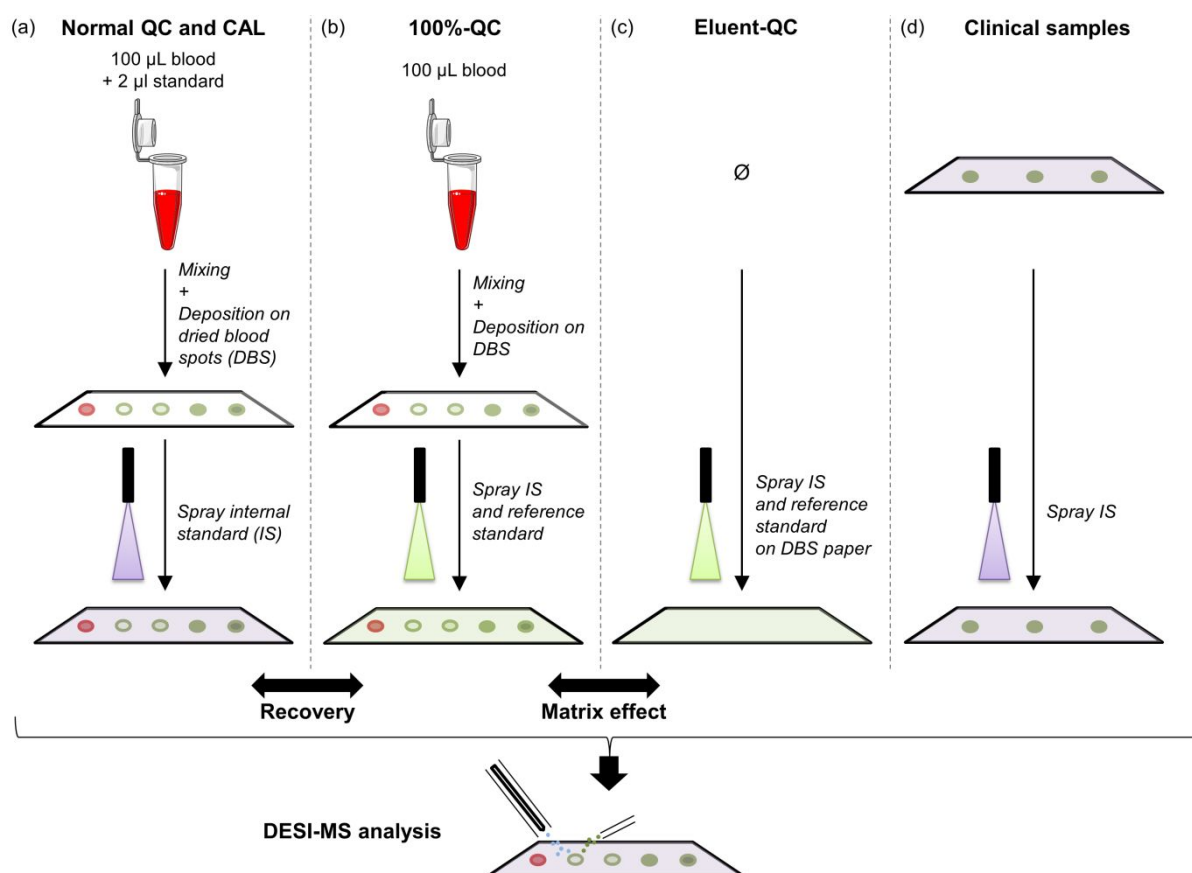 (a) Normal QC and CAL
100 µL blood
+ 2 µl standard
Mixing
+
Deposition on
dried blood
spots (DBS)
Spray internal
standard (IS)
(b) 100%-QC
100 µL blood
Mixing
+
Deposition on
DBS
Spray IS
and reference
standard
(c) Eluent-QC
Ø
Spray IS
and reference
standard
on DBS paper
(d) Clinical samples
Spray IS
Recovery
Matrix effect
DESI-MS analysis